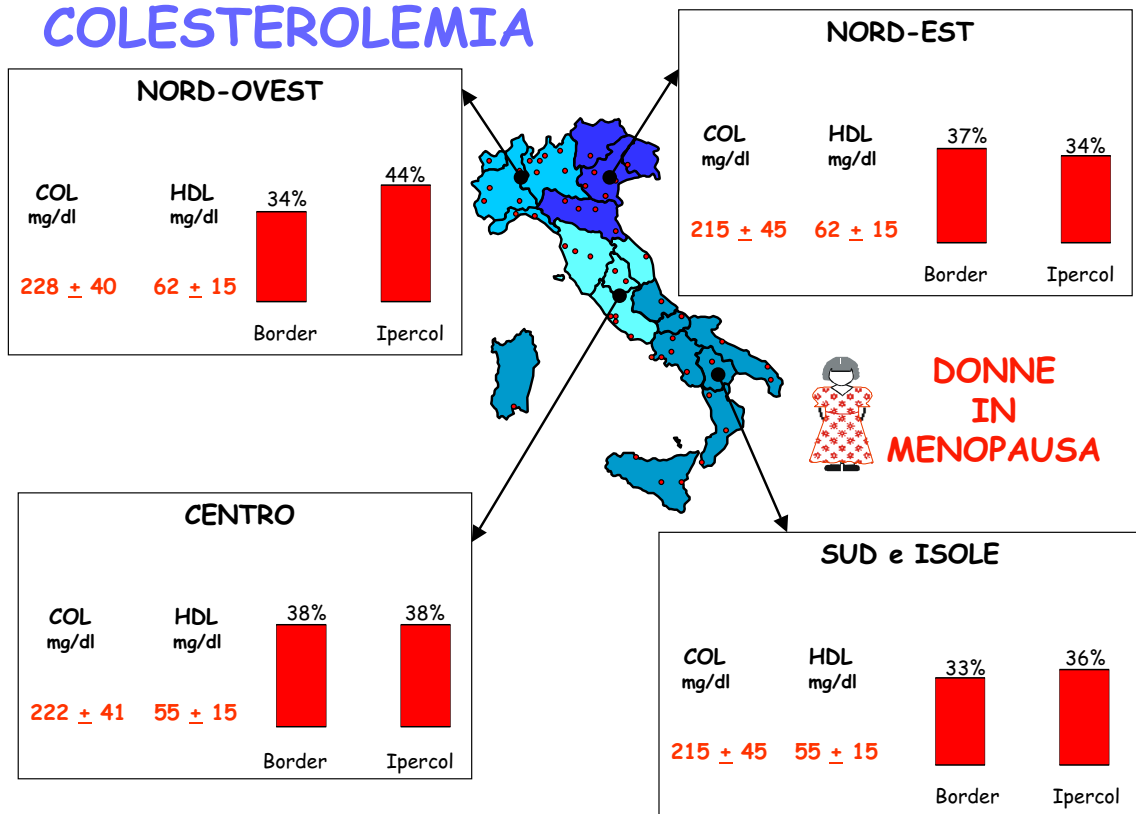 COLESTEROLEMIA
NORD-OVEST
COL
mg/dl
HDL
mg/dl
34%
44%
228 ± 40
62 ± 15
Border
Ipercol
NORD-EST
COL
mg/dl
HDL
mg/dl
37%
34%
215 ± 45
62 ± 15
Border
Ipercol
DONNE
IN
MENOPAUSA
CENTRO
COL
mg/dl
HDL
mg/dl
38%
38%
222 ± 41
55 ± 15
Border
Ipercol
SUD e ISOLE
COL
mg/dl
HDL
mg/dl
33%
36%
215 ± 45
55 ± 15
Border
Ipercol